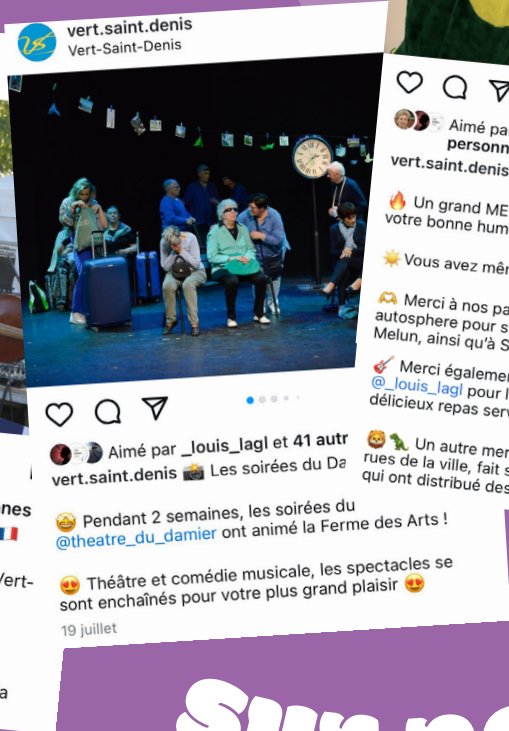 vert.saint.denis
Vert-Saint-Denis
Aimé par _louis_lagl et 41 autr
vert.saint.denis 📸 Les soirées du Da
🤩 Pendant 2 semaines, les soirées du
@theatre_du_damier ont animé la Ferme des Arts !
😍 Théâtre et comédie musicale, les spectacles se
sont enchaînés pour votre plus grand plaisir 😍
19 juillet
Aimé pa
personn
vert.saint.denis
🔥 Un grand ME
votre bonne hum
☀️ Vous avez mêm
🫶 Merci à nos pa
autosphere pour s
Melun, ainsi qu'à S
🎸 Merci égalemen
@_louis_lagl pour l
délicieux repas serv
🦁 🦖 Un autre mer
rues de la ville, fait s
qui ont distribué des
nes
🇫🇷
Vert-
a